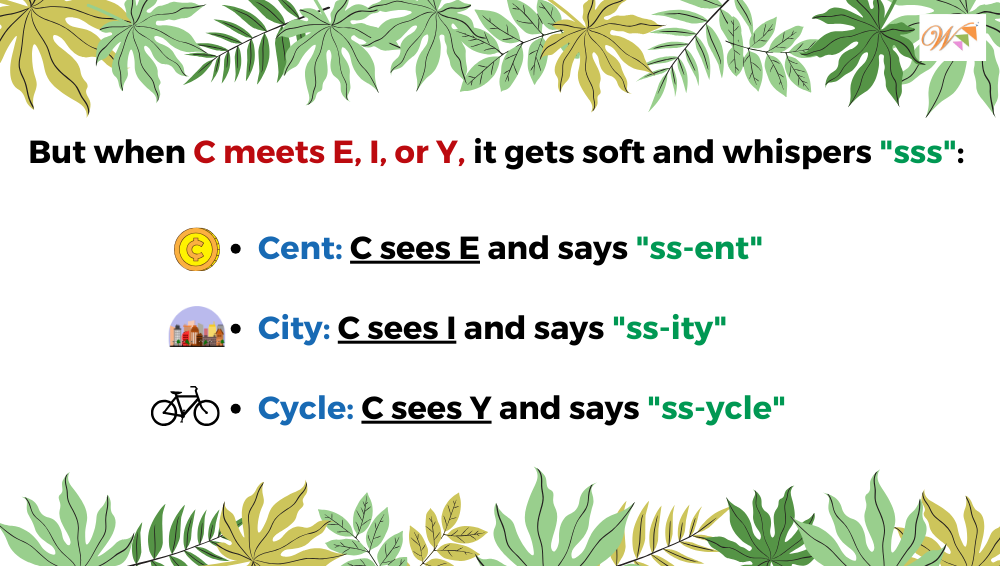 But when C meets E, I, or Y, it gets soft and whispers "sss":
• Cent: C sees E and says "ss-ent"
• City: C sees I and says "ss-ity"
• Cycle: C sees Y and says "ss-ycle"
W